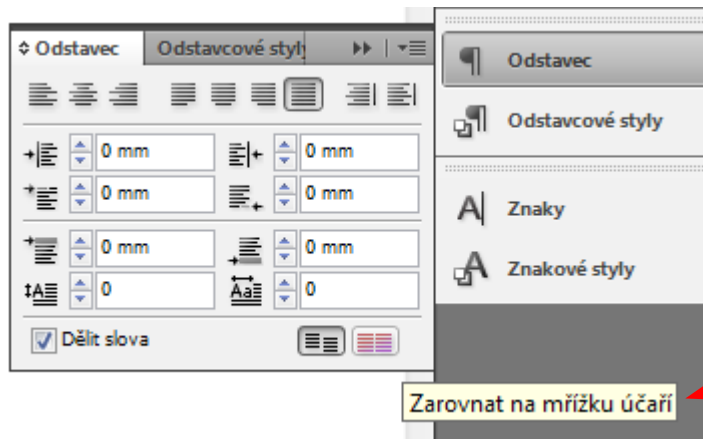 Odstavec
Odstavcové styly
0 mm
0 mm
0 mm
0 mm
0 mm
0 mm
0
0
Dělit slova
Odstavec
Odstavcové styly
Znaky
Znakové styly
Zarovnat na mřížku účaří